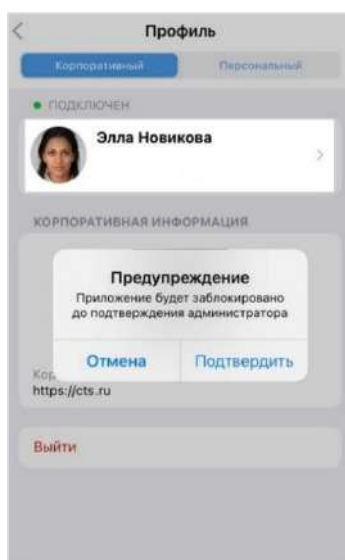 Профиль
Корпоративный Персональный
ПОДКЛЮЧЕН
Элла Новикова
КОРПОРАТИВНАЯ ИНФОРМАЦИЯ
Предупреждение
Приложение будет заблокировано
до подтверждения администратора
Отмена Подтвердить
https://cts.ru
Выйти